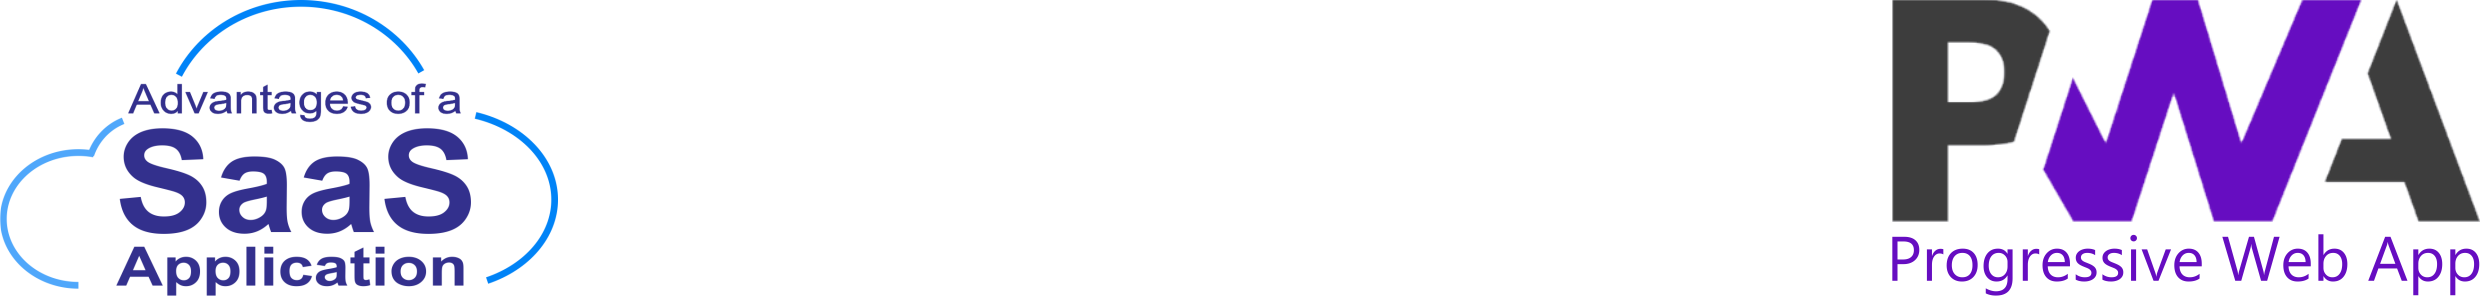 Advantages of a
SaaS
Application
PWA
Progressive Web App